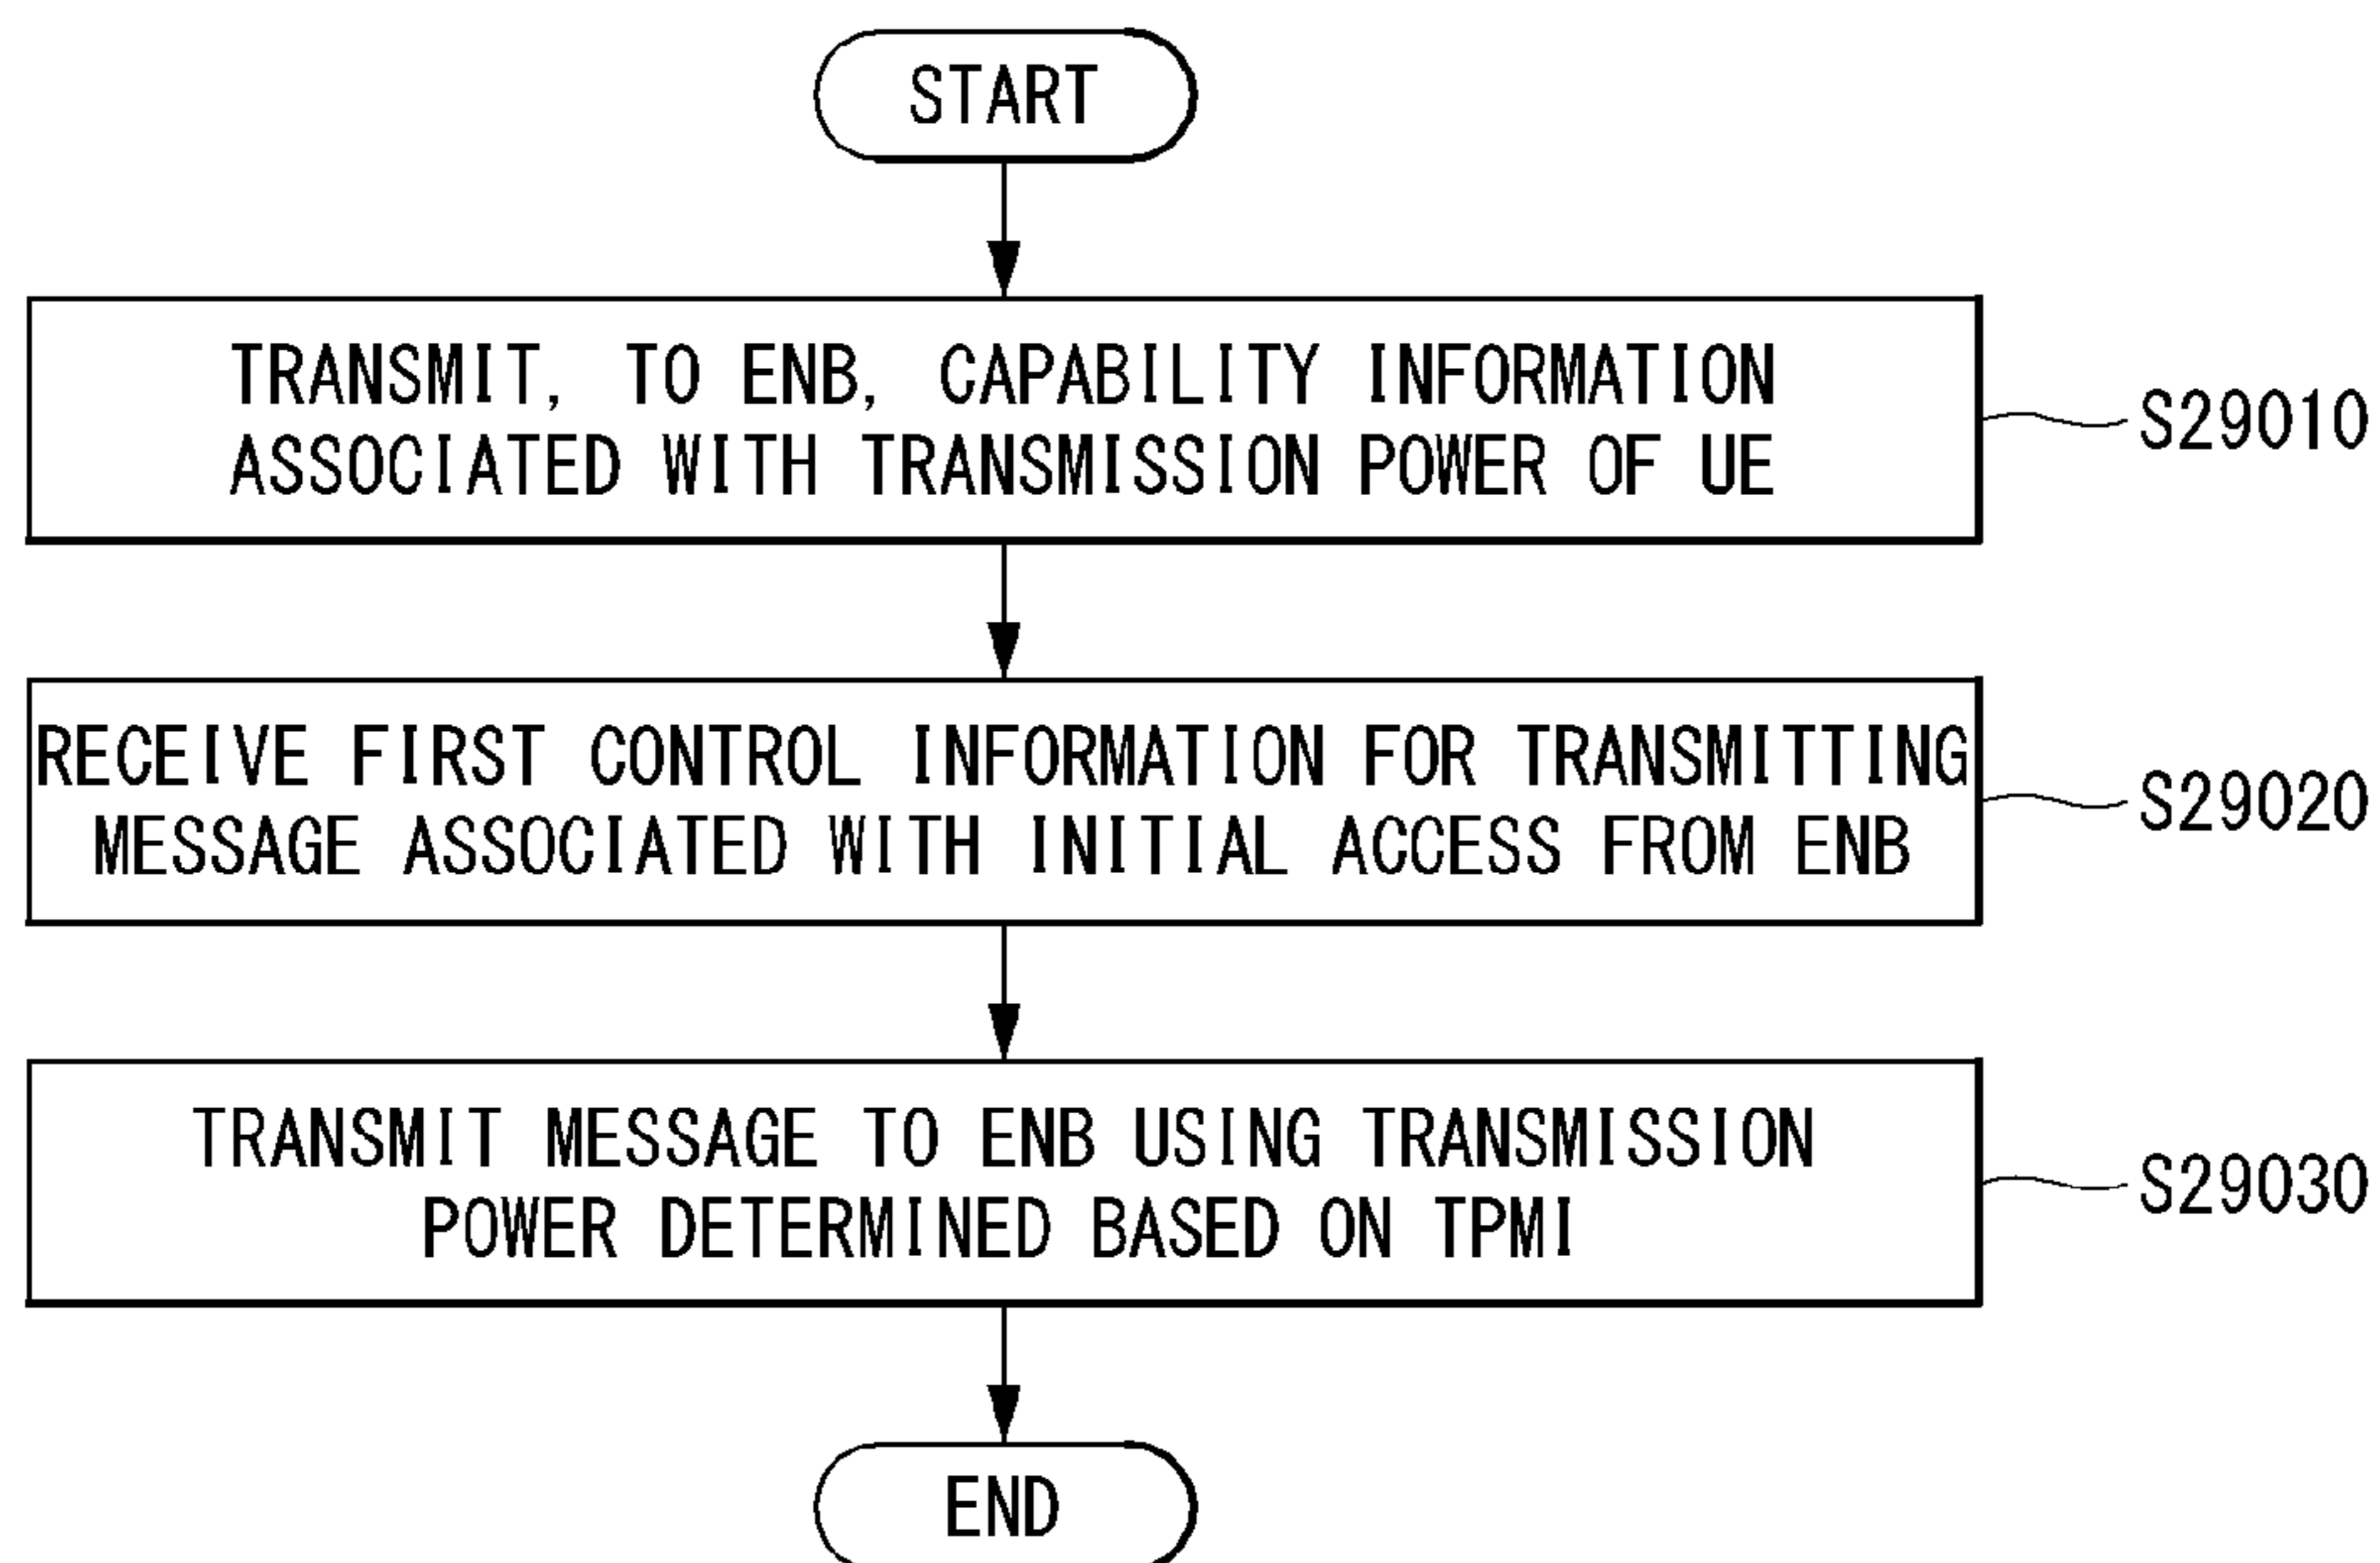 START
TRANSMIT, TO ENB, CAPABILITY INFORMATION
ASSOCIATED WITH TRANSMISSION POWER OF UE
S29010
RECEIVE FIRST CONTROL INFORMATION FOR TRANSMITTING
MESSAGE ASSOCIATED WITH INITIAL ACCESS FROM ENB
S29020
TRANSMIT MESSAGE TO ENB USING TRANSMISSION
POWER DETERMINED BASED ON TPMI
S29030
END